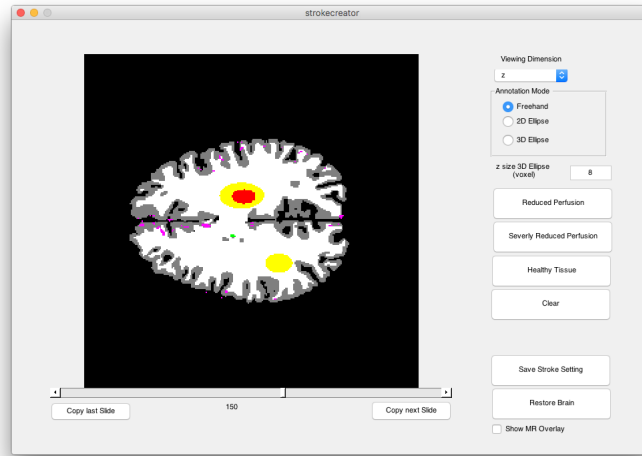 strokecreator
Viewing Dimension
z
Annotation Mode
Freehand
2D Ellipse
3D Ellipse
z size 3D Ellipse
(voxel)
8
Reduced Perfusion
Severly Reduced Perfusion
Healthy Tissue
Clear
Save Stroke Setting
Restore Brain
Show MR Overlay
Copy last Slide
150
Copy next Slide